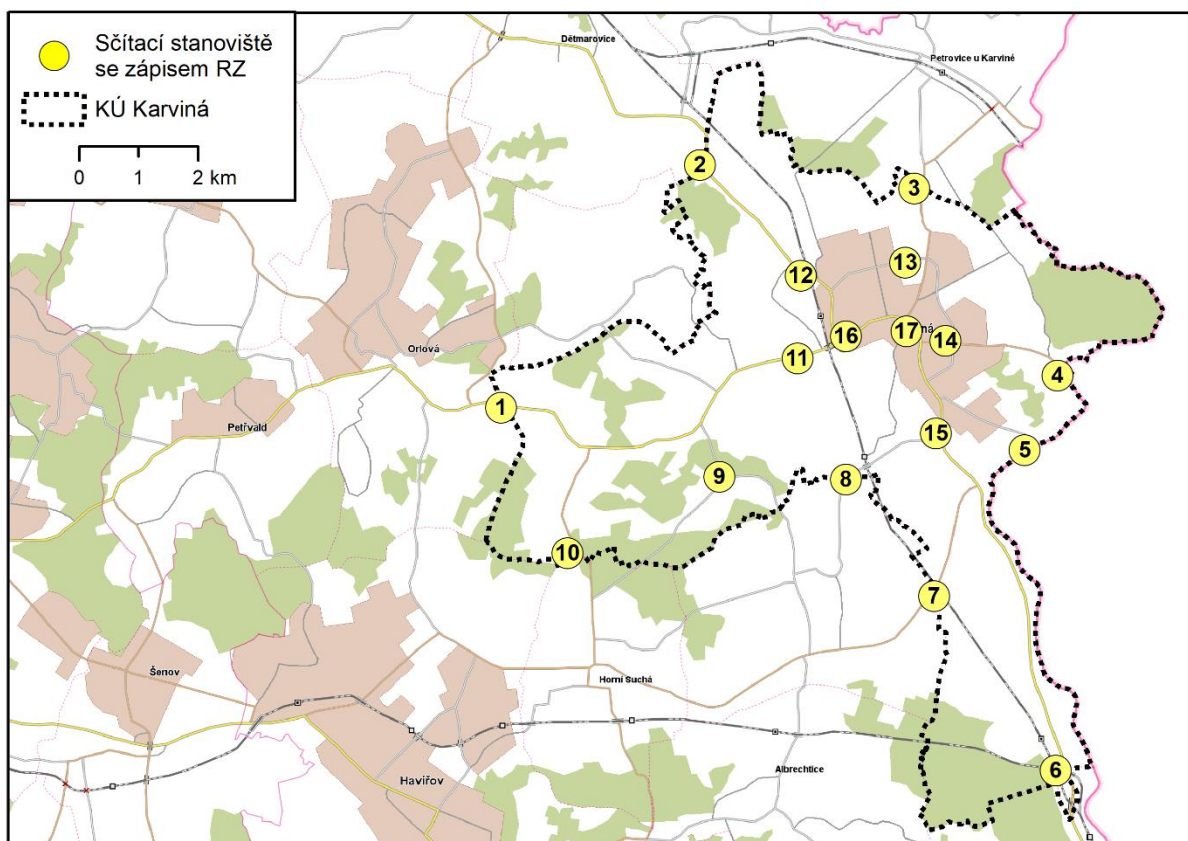 Sčítací stanoviště
se zápisem RZ
KÚ Karviná
0 1 2 km
Dětmarovice
Petrovice u Karviné
2
3
13
12
17
14
16
Orlová
11
4
1
Petřvald
15
5
9
8
10
7
Šenov
Horní Suchá
Albrechtice
6
Havířov